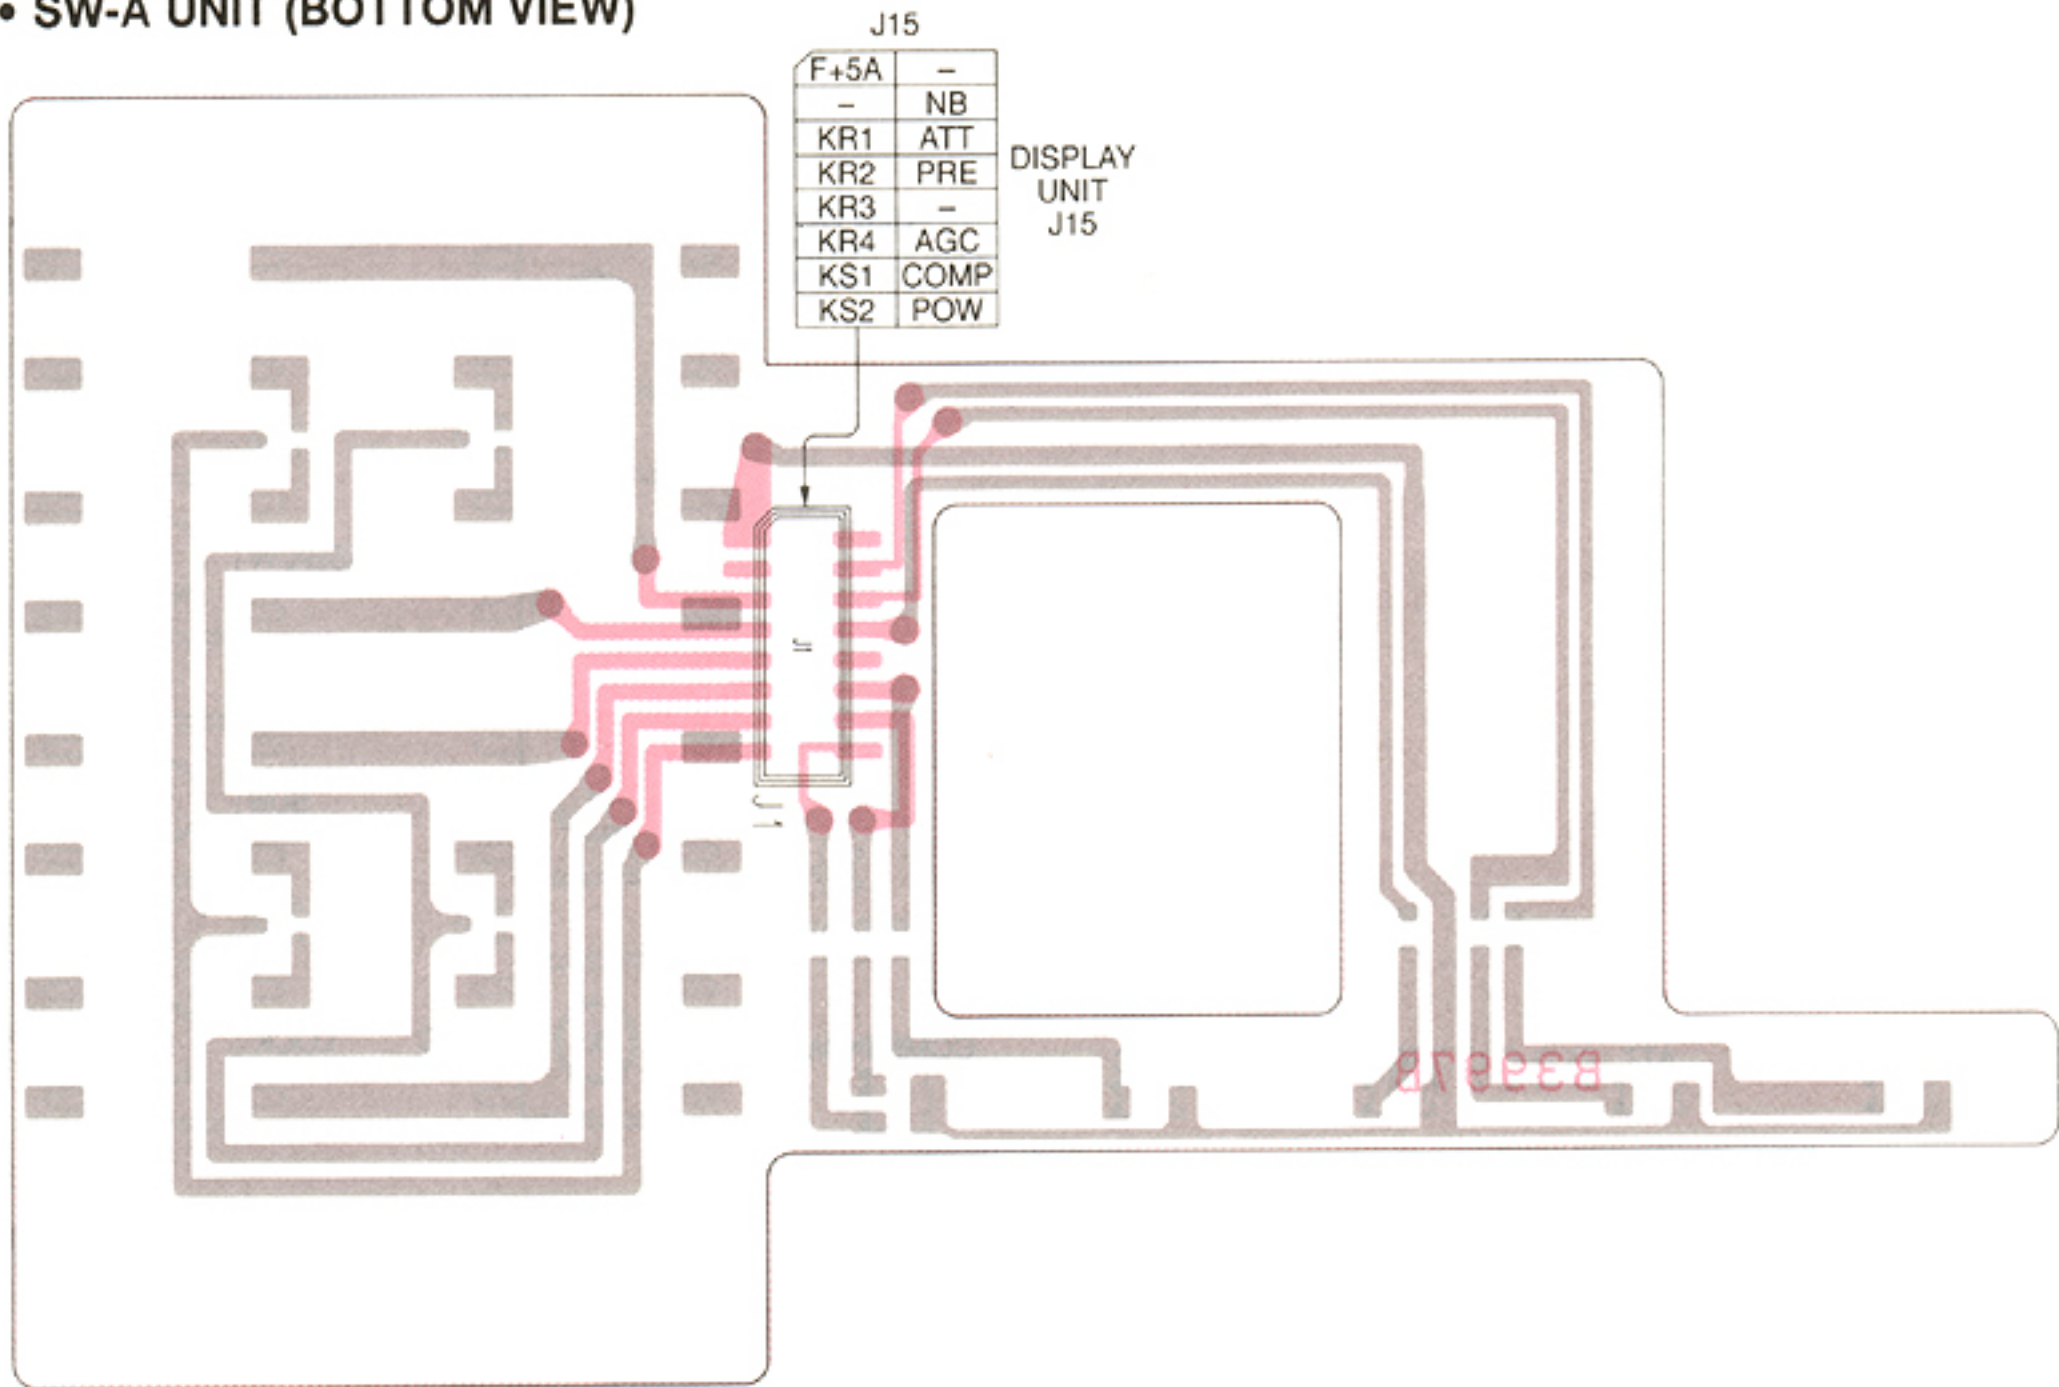 • SW-A UNIT (BOTTOM VIEW)
J15
F+5A –
– NB
KR1 ATT
KR2 PRE
KR3 –
KR4 AGC
KS1 COMP
KS2 POW
DISPLAY
UNIT
J15
J1
J1
B3997B